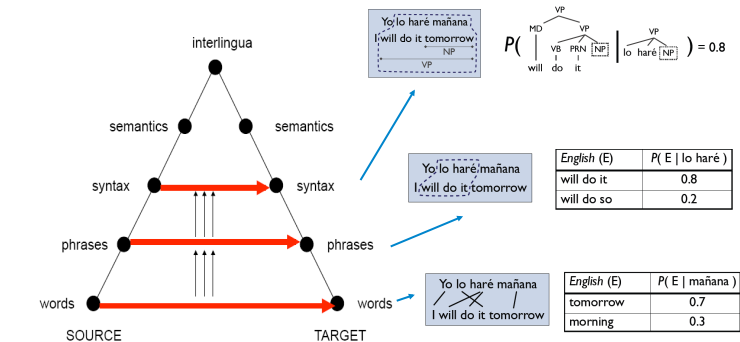 interlingua
semantics semantics
syntax syntax
phrases phrases
words words
SOURCE TARGET
Yo lo haré mañana
I will do it tomorrow
NP
VP
P( VP | VP ) = 0.8
MD VP lo haré NP
VB PRN NP
will do it
Yo lo haré mañana
I will do it tomorrow
English (E) P( E | lo haré )
will do it 0.8
will do so 0.2
Yo lo haré mañana
I will do it tomorrow
English (E) P( E | mañana )
tomorrow 0.7
morning 0.3